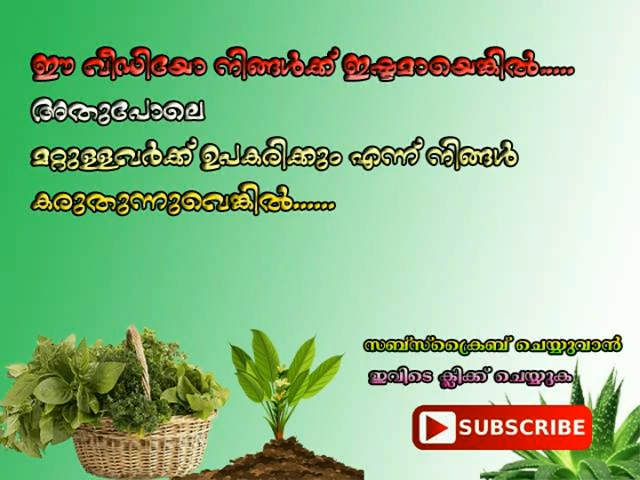 ഈ വീഡിയോ നിങ്ങൾക്ക് ഇഷ്ടമായെങ്കിൽ.....
അതുപോലെ
മറ്റുള്ളവർക്ക് ഉപകരിക്കും എന്ന് നിങ്ങൾ
കരുതുന്നുവെങ്കിൽ......
സബ്സ്ക്രൈബ് ചെയ്യുവാൻ
ഇവിടെ ക്ലിക്ക് ചെയ്യുക
SUBSCRIBE